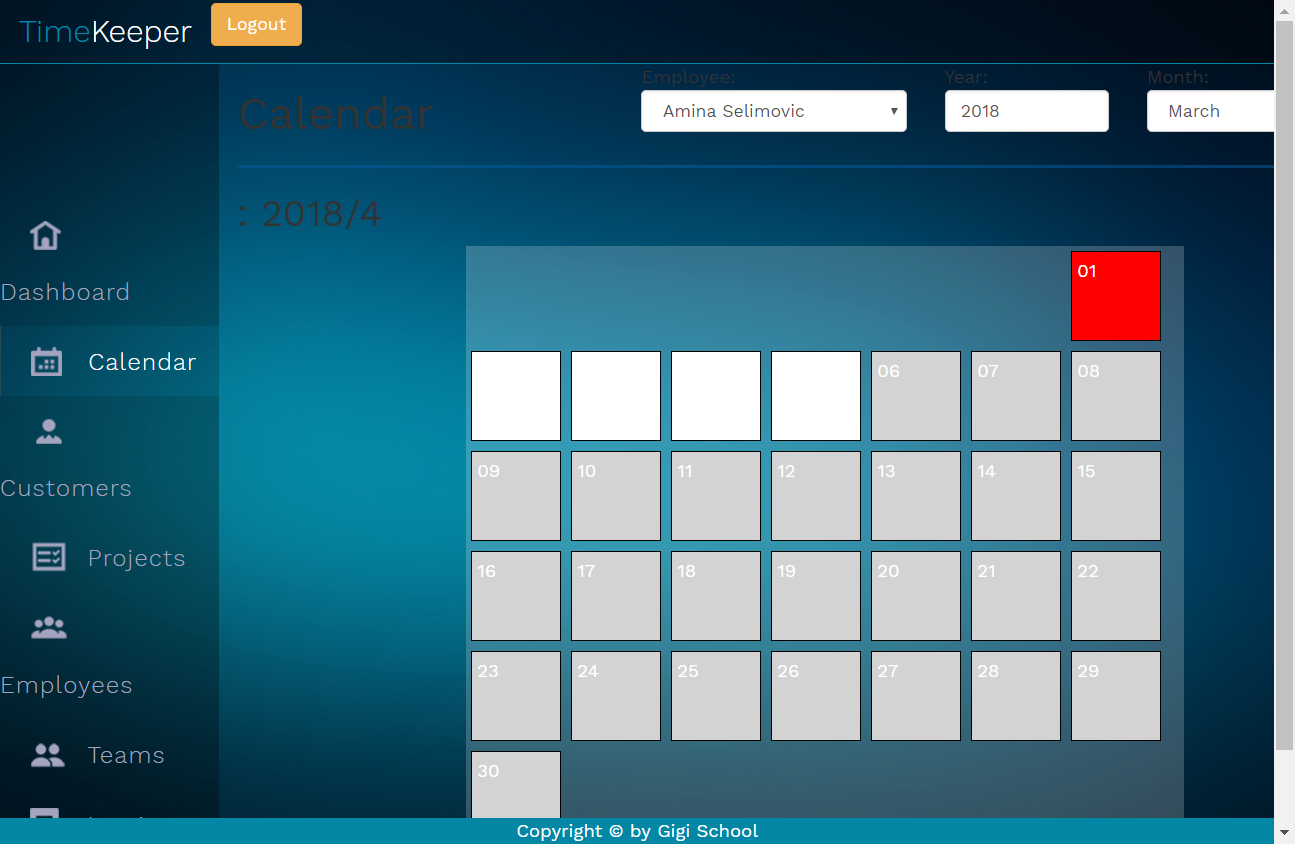 TimeKeeper Logout
Employee: Year: Month:
Calendar Amina Selimovic 2018 March
: 2018/4
Dashboard
Calendar
Customers
Projects
Employees
Teams
01
06 07 08
09 10 11 12 13 14 15
16 17 18 19 20 21 22
23 24 25 26 27 28 29
30
Copyright © by Gigi School